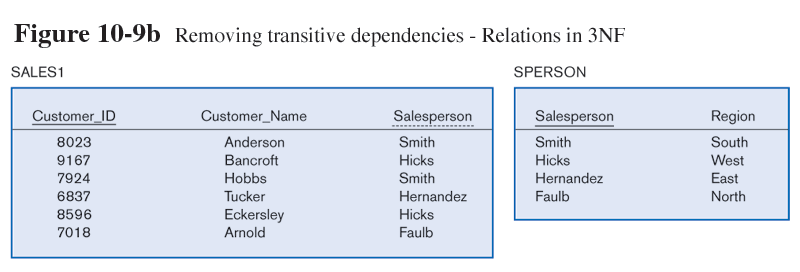 Figure 10-9b Removing transitive dependencies - Relations in 3NF
SALES1
Customer_ID Customer_Name Salesperson
8023 Anderson Smith
9167 Bancroft Hicks
7924 Hobbs Smith
6837 Tucker Hernandez
8596 Eckersley Hicks
7018 Arnold Faulb
SPERSON
Salesperson Region
Smith South
Hicks West
Hernandez East
Faulb North